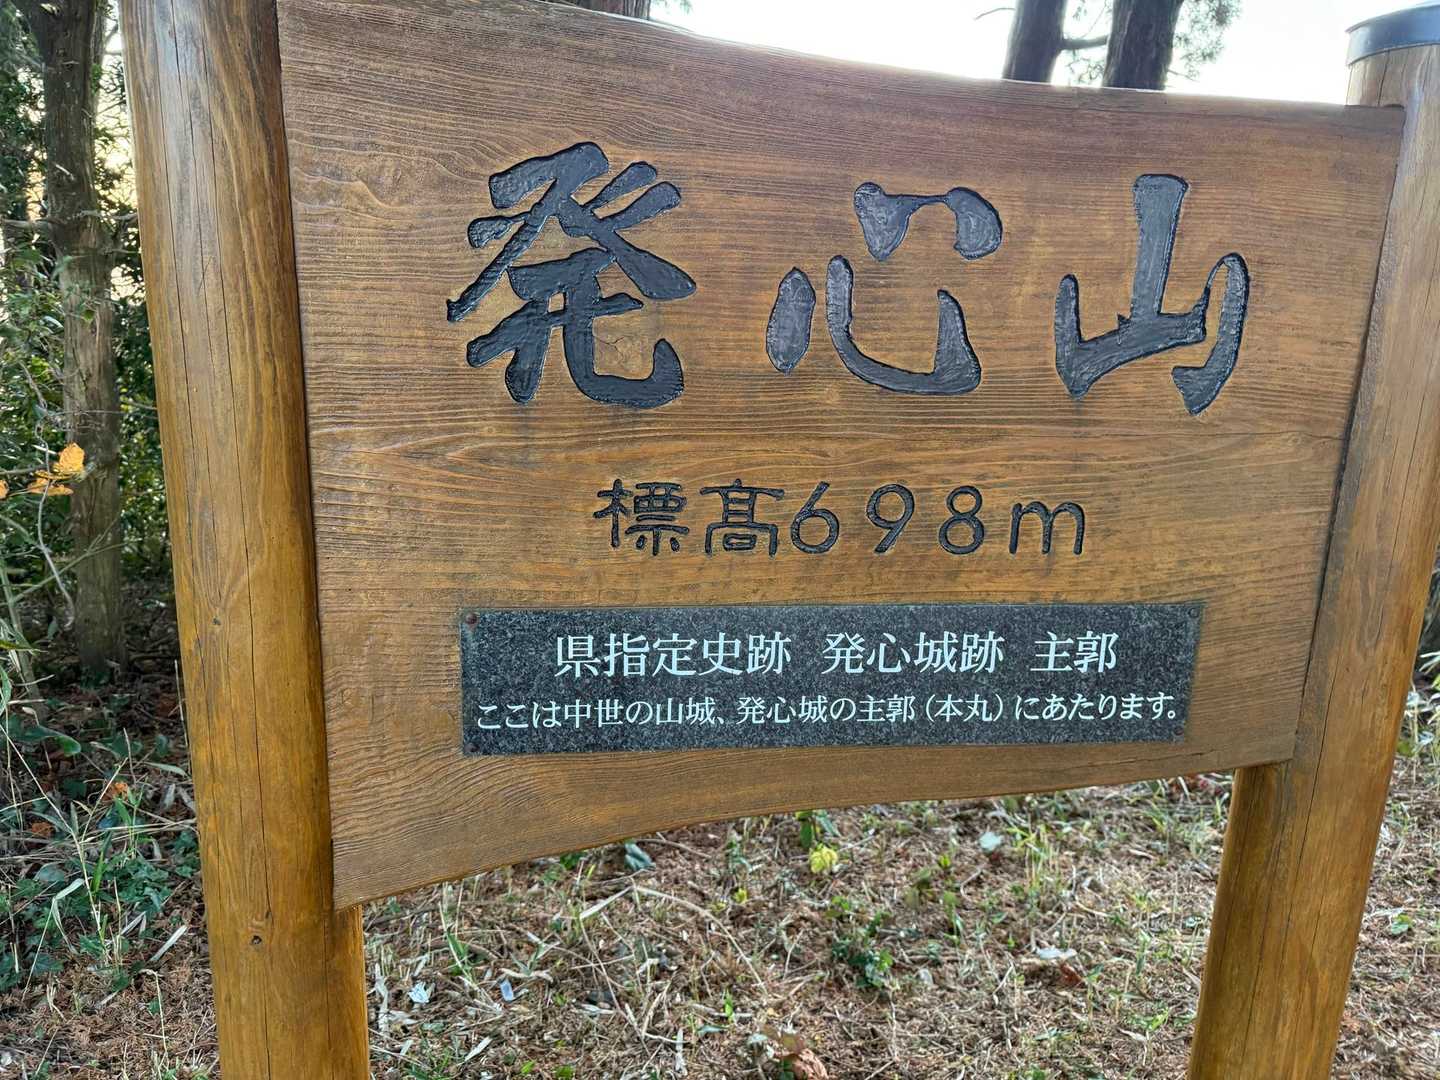 発心山
標高698m
県指定史跡　発心城跡　主郭
ここは中世の山城、発心城の主郭（本丸）にあたります。